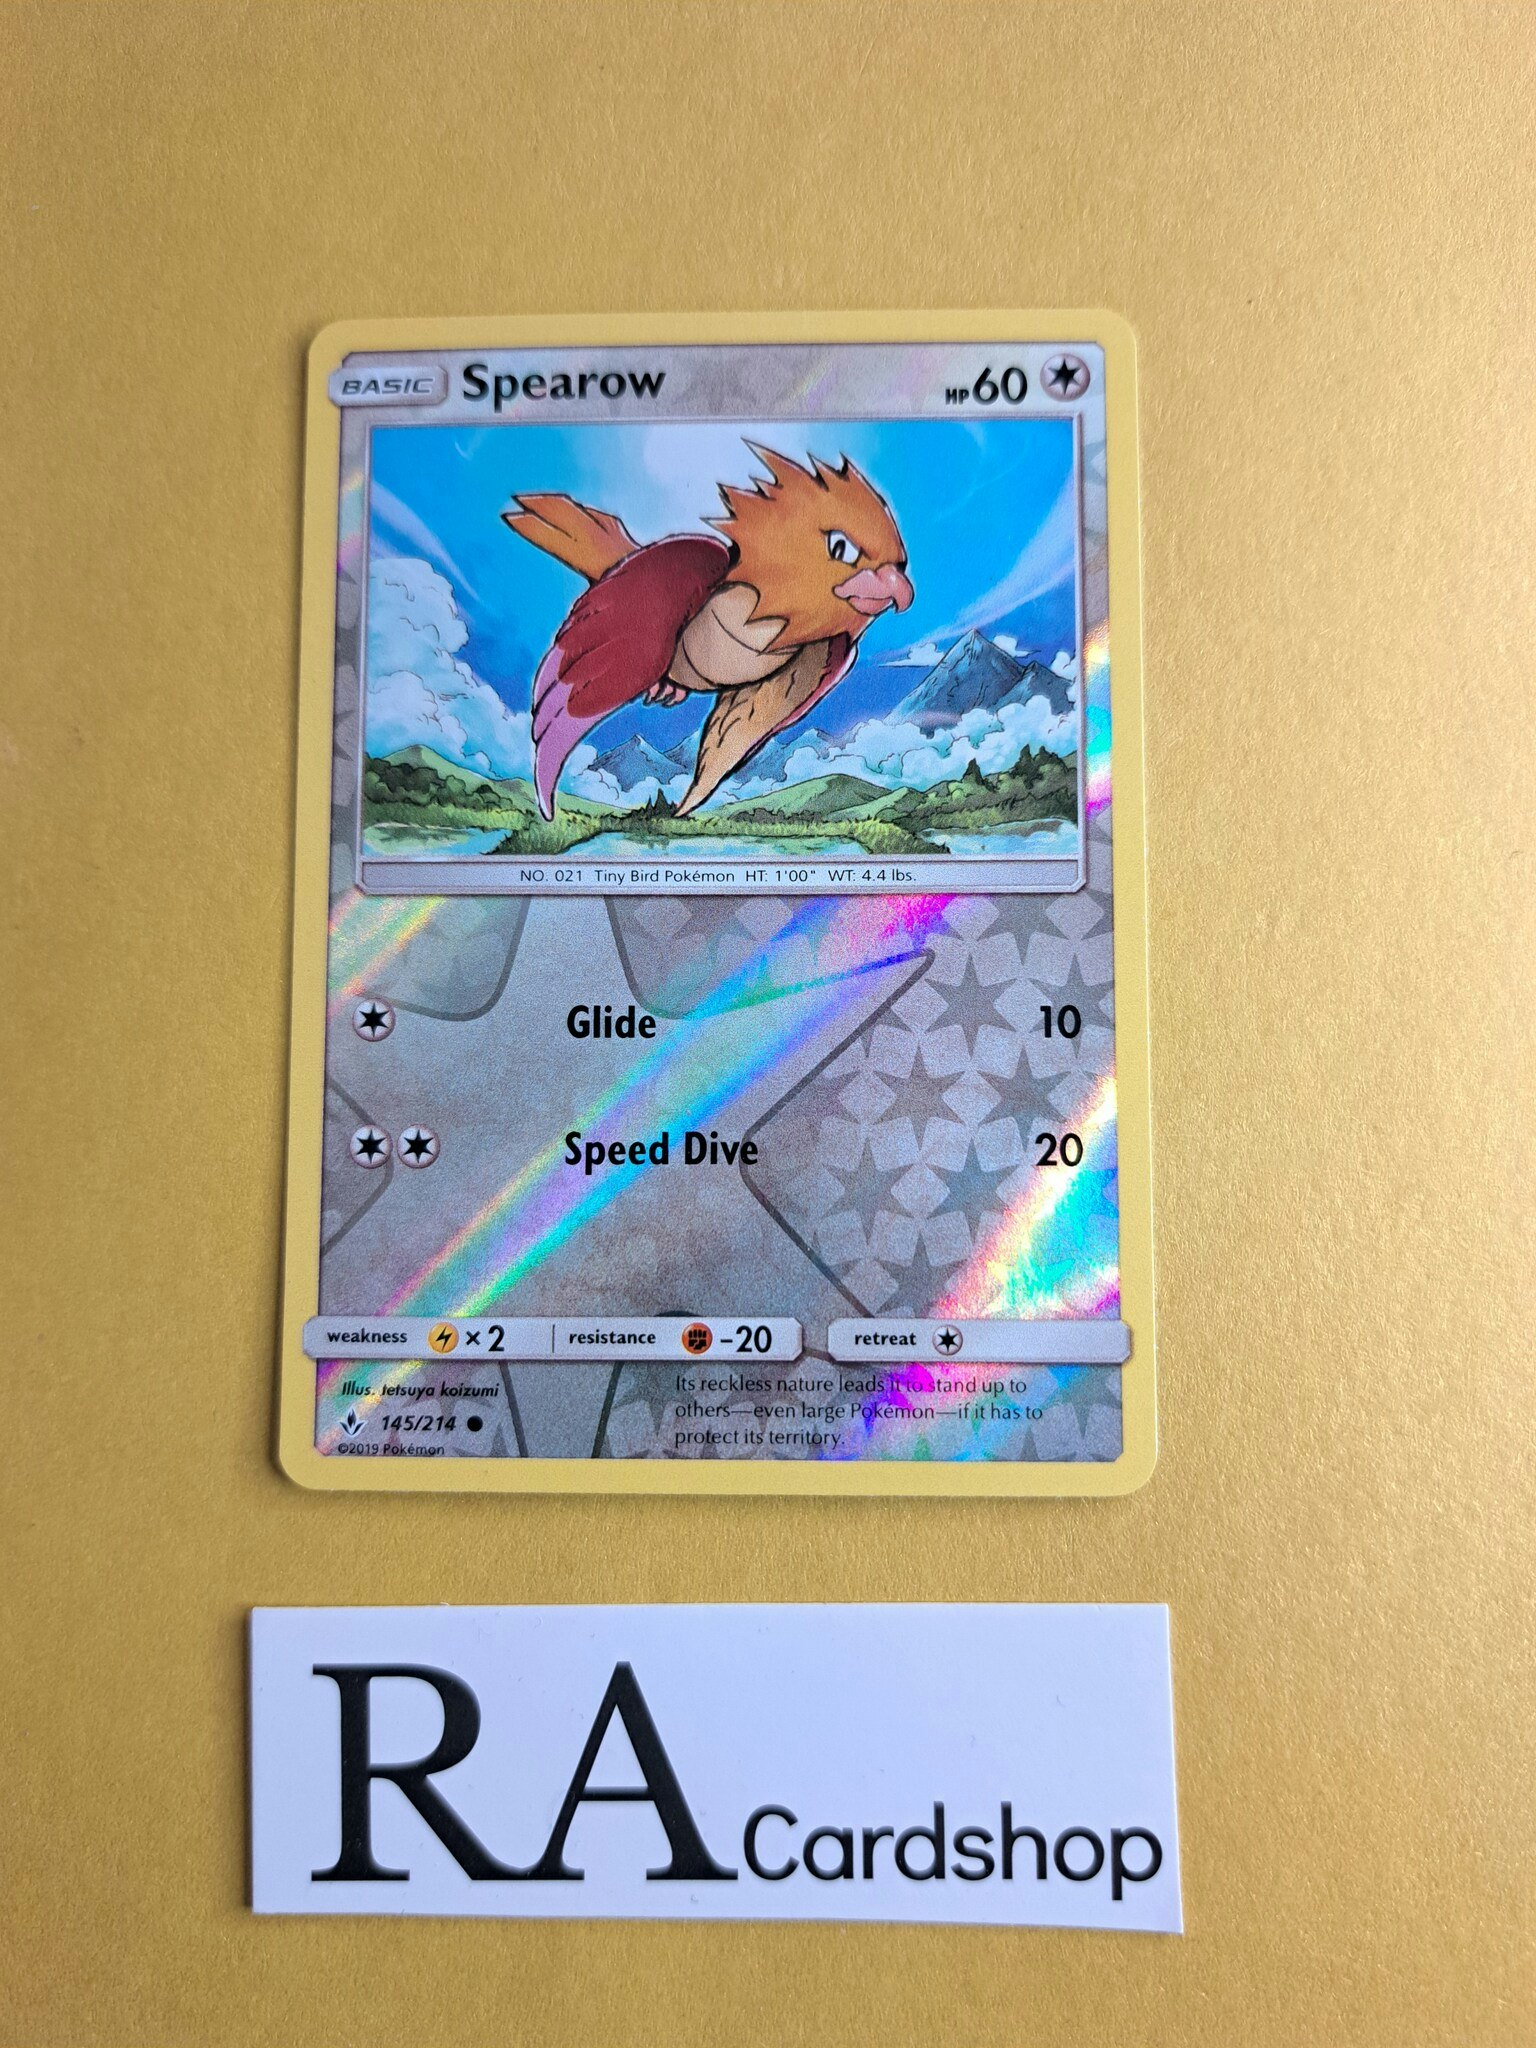 BASIC Spearow HP60
NO. 021 Tiny Bird Pokémon HT: 1'00" WT: 4.4 lbs.
Glide 10
Speed Dive 20
weakness ×2 resistance -20 retreat
Illus. Tetsuya koizumi
145/214
©2019 Pokémon
Its reckless nature leads it to stand up to
others—even large Pokémon—if it has to
protect its territory.
RA Cardshop